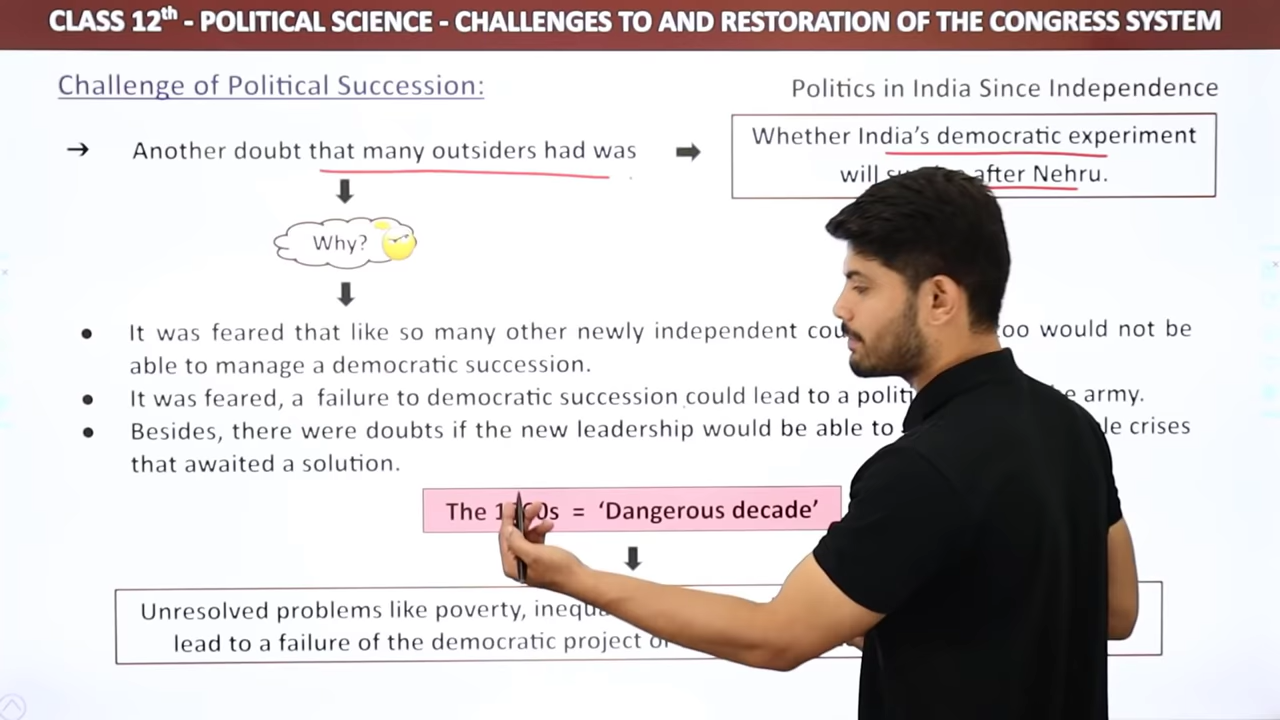 CLASS 12th - POLITICAL SCIENCE - CHALLENGES TO AND RESTORATION OF THE CONGRESS SYSTEM
Challenge of Political Succession:
Politics in India Since Independence
→ Another doubt that many outsiders had was
Whether India's democratic experiment
will after Nehru.
Why?
• It was feared that like so many other newly independent would not be
able to manage a democratic succession.
• It was feared, a failure to democratic succession could lead to a army.
• Besides, there were doubts if the new leadership would be able to crises
that awaited a solution.
The = 'Dangerous decade'
Unresolved problems like poverty,
lead to a failure of the democratic project